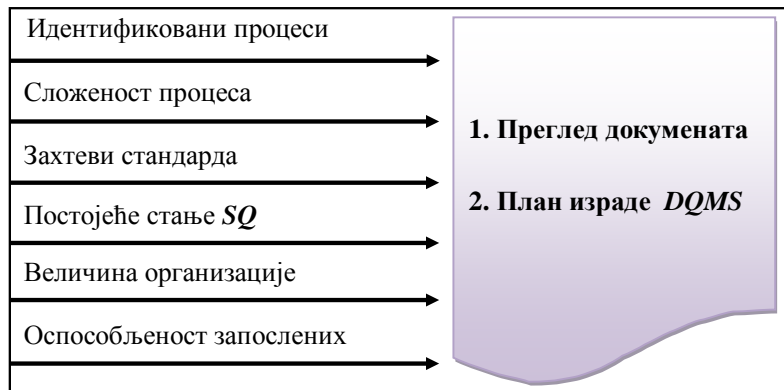 Идентификовани процеси
Сложеност процеса
Захтеви стандарда
Постојеће стање SQ
Величина организације
Оспособљеност запослених
1. Преглед докумената
2. План израде DQMS